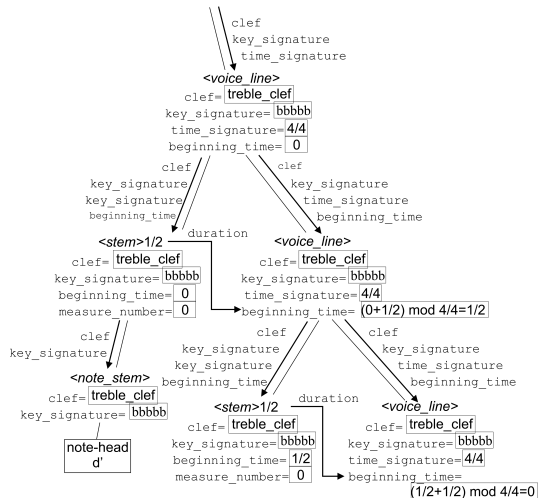 clef
key_signature
time_signature
<voice_line>
clef= treble_clef
key_signature= bbbbb
time_signature= 4/4
beginning_time= 0
clef
key_signature
key_signature
beginning_time
clef
key_signature
time_signature
beginning_time
<stem>1/2
duration
clef= treble_clef
key_signature= bbbbb
beginning_time= 0
measure_number= 0
<voice_line>
clef= treble_clef
key_signature= bbbbb
time_signature= 4/4
beginning_time= (0+1/2) mod 4/4=1/2
clef
key_signature
<note_stem>
clef= treble_clef
key_signature= bbbbb
note-head
d'
clef
key_signature
key_signature
beginning_time
clef
key_signature
time_signature
beginning_time
<stem>1/2
duration
clef= treble_clef
key_signature= bbbbb
beginning_time= 1/2
measure_number= 0
<voice_line>
clef= treble_clef
key_signature= bbbbb
time_signature= 4/4
beginning_time=
(1/2+1/2) mod 4/4=0